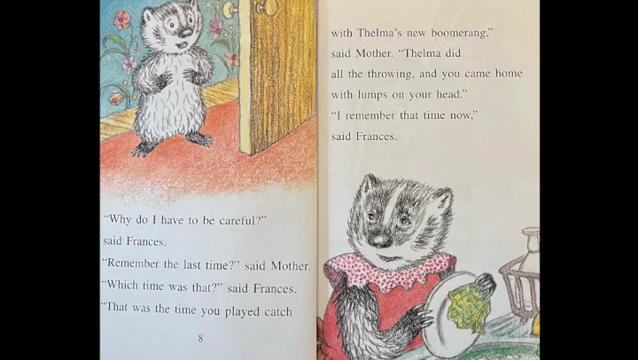 “Why do I have to be careful?”
said Frances.
“Remember the last time?” said Mother.
“Which time was that?” said Frances.
“That was the time you played catch
8
with Thelma's new boomerang,”
said Mother. “Thelma did
all the throwing, and you came home
with lumps on your head.”
“I remember that time now,”
said Frances.